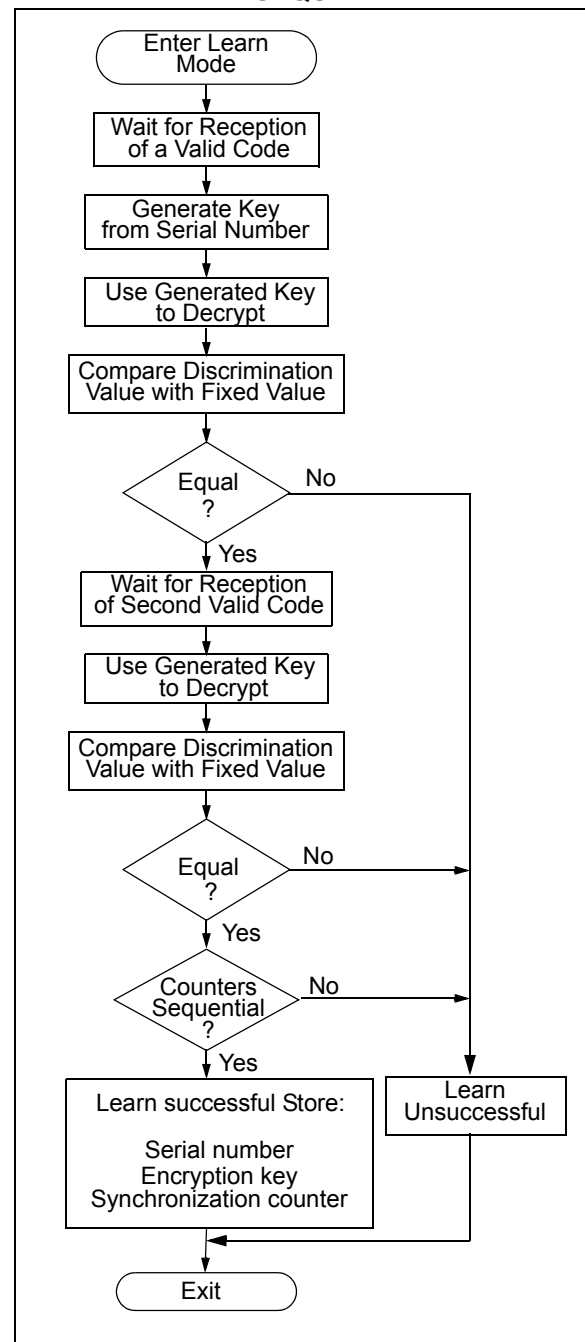 Enter Learn
Mode
Wait for Reception
of a Valid Code
Generate Key
from Serial Number
Use Generated Key
to Decrypt
Compare Discrimination
Value with Fixed Value
Equal
?
No
Yes
Wait for Reception
of Second Valid Code
Use Generated Key
to Decrypt
Compare Discrimination
Value with Fixed Value
Equal
?
No
Yes
Counters
Sequential
?
No
Yes
Learn successful Store:
Serial number
Encryption key
Synchronization counter
Learn
Unsuccessful
Exit